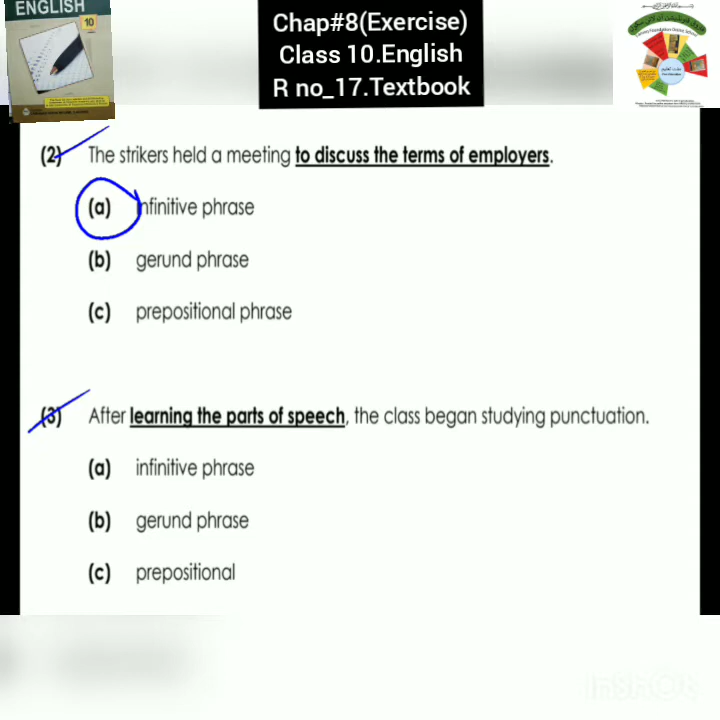 ENGLISH
10
Chap#8(Exercise)
Class 10.English
R no_17.Textbook
(2) The strikers held a meeting to discuss the terms of employers.
(a) infinitive phrase
(b) gerund phrase
(c) prepositional phrase
(3) After learning the parts of speech, the class began studying punctuation.
(a) infinitive phrase
(b) gerund phrase
(c) prepositional
InShOt